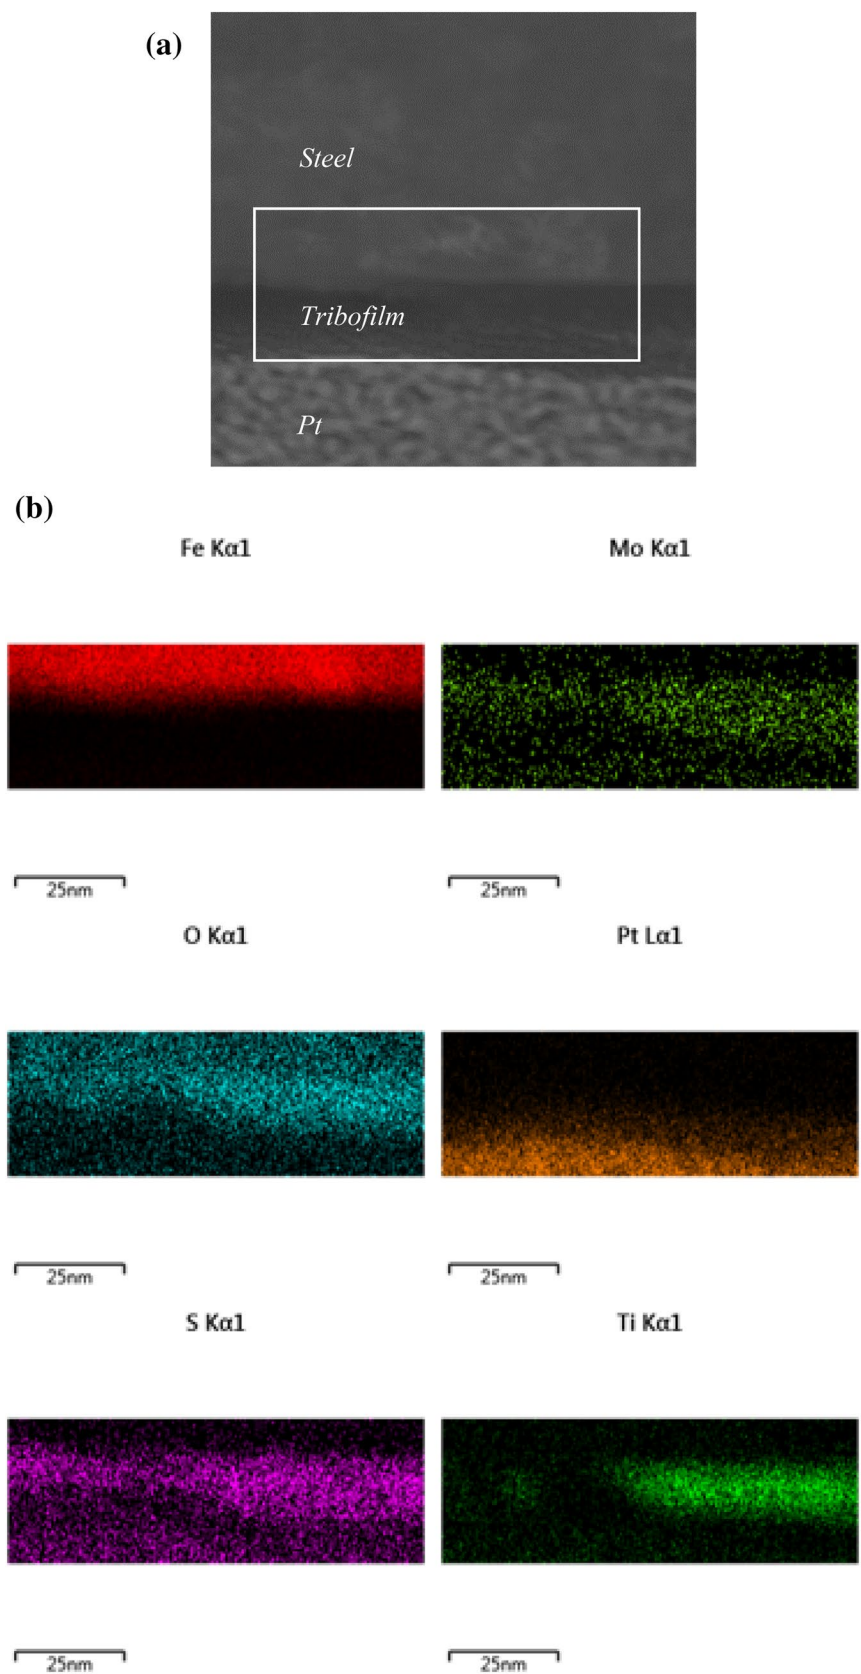 (a)
Steel
Tribofilm
Pt
(b)
Fe Kα1
Mo Kα1
25nm
25nm
O Kα1
Pt Lα1
25nm
25nm
S Kα1
Ti Kα1
25nm
25nm